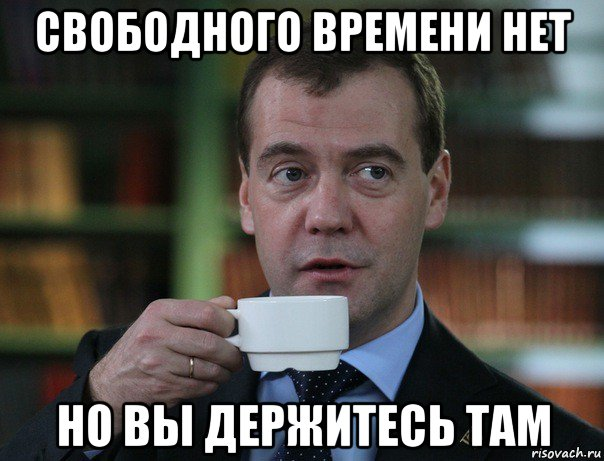 СВОБОДНОГО ВРЕМЕНИ НЕТ
НО ВЫ ДЕРЖИТЕСЬ ТАМ
risovach.ru